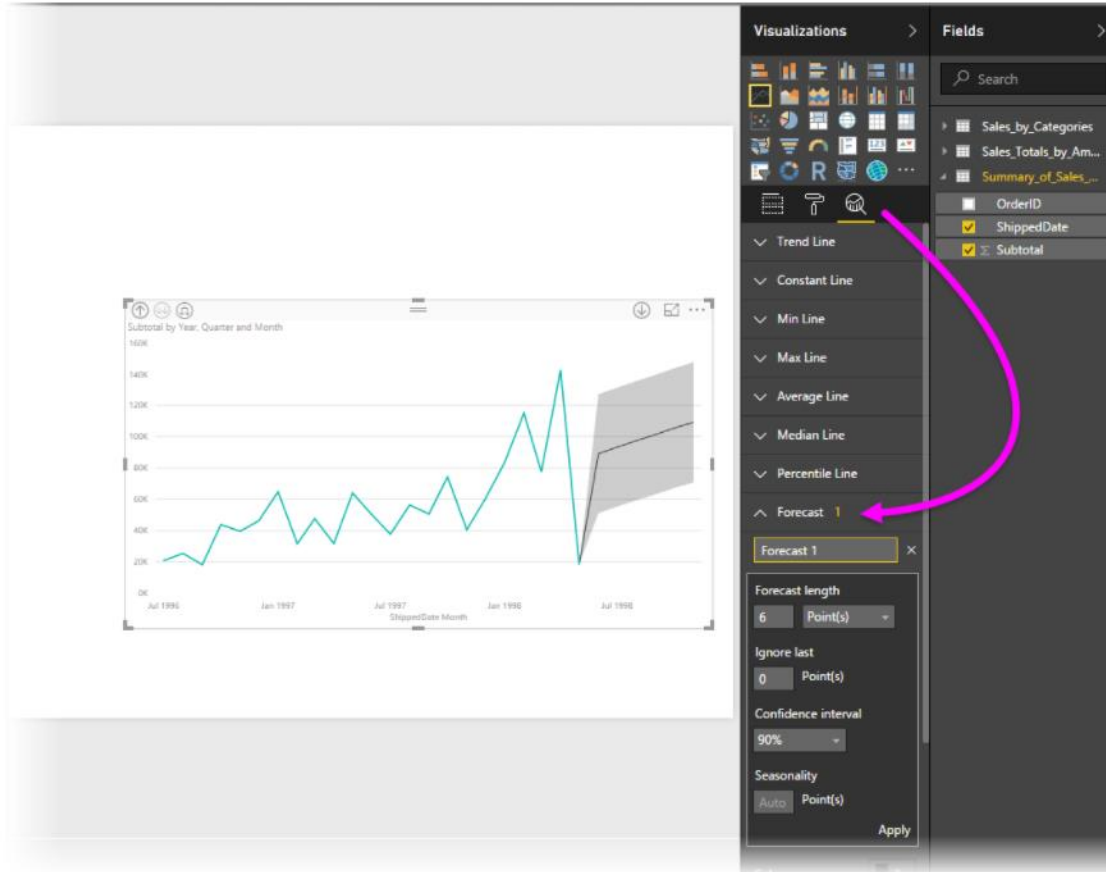 Visualizations
Fields
Search
Sales_by_Categories
Sales_Totals_by_Am...
Summary_of_Sales_...
OrderID
ShippedDate
Σ Subtotal
R
123
Trend Line
Constant Line
Min Line
Max Line
Average Line
Median Line
Percentile Line
Forecast 1
Forecast 1
Forecast length
6 Point(s)
Ignore last
0 Point(s)
Confidence interval
90%
Seasonality
Auto Point(s)
Apply
Subtotal by Year, Quarter and Month
160K
140K
120K
100K
80K
60K
40K
20K
0K
Jul 1996 Jan 1997 Jul 1997 Jan 1998 Jul 1998
ShippedDate Month